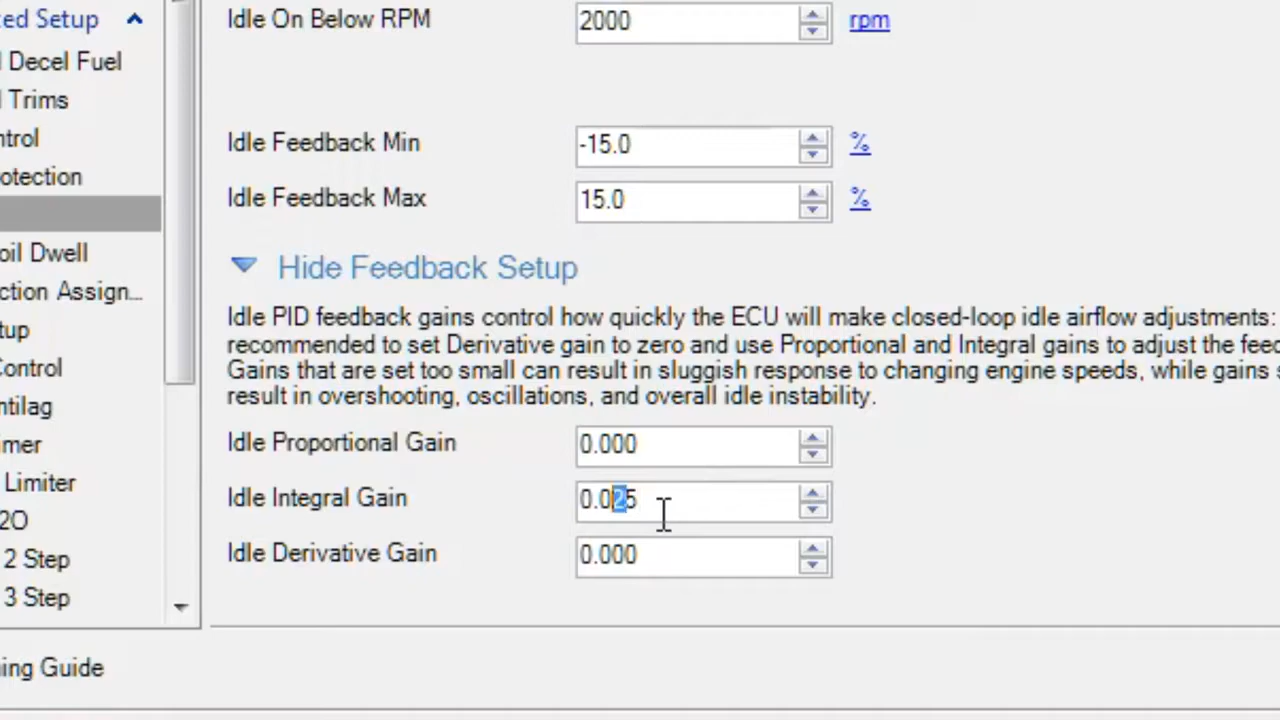 ed Setup
Decel Fuel
Trims
ntrol
otection
oil Dwell
ction Assign...
tup
Control
ntilag
imer
Limiter
2O
2 Step
3 Step
ing Guide
Idle On Below RPM 2000 rpm
Idle Feedback Min -15.0 %
Idle Feedback Max 15.0 %
Hide Feedback Setup
Idle PID feedback gains control how quickly the ECU will make closed-loop idle airflow adjustments:
recommended to set Derivative gain to zero and use Proportional and Integral gains to adjust the feed
Gains that are set too small can result in sluggish response to changing engine speeds, while gains s
result in overshooting, oscillations, and overall idle instability.
Idle Proportional Gain 0.000
Idle Integral Gain 0.025
Idle Derivative Gain 0.000